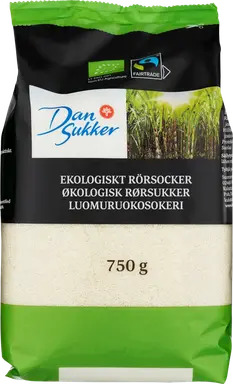 FAIRTRADE
Dan
Sukker
EKOLOGISKT RÖRSOCKER
ØKOLOGISK RØRSUKKER
LUOMURUOKOSOKERI
750 g